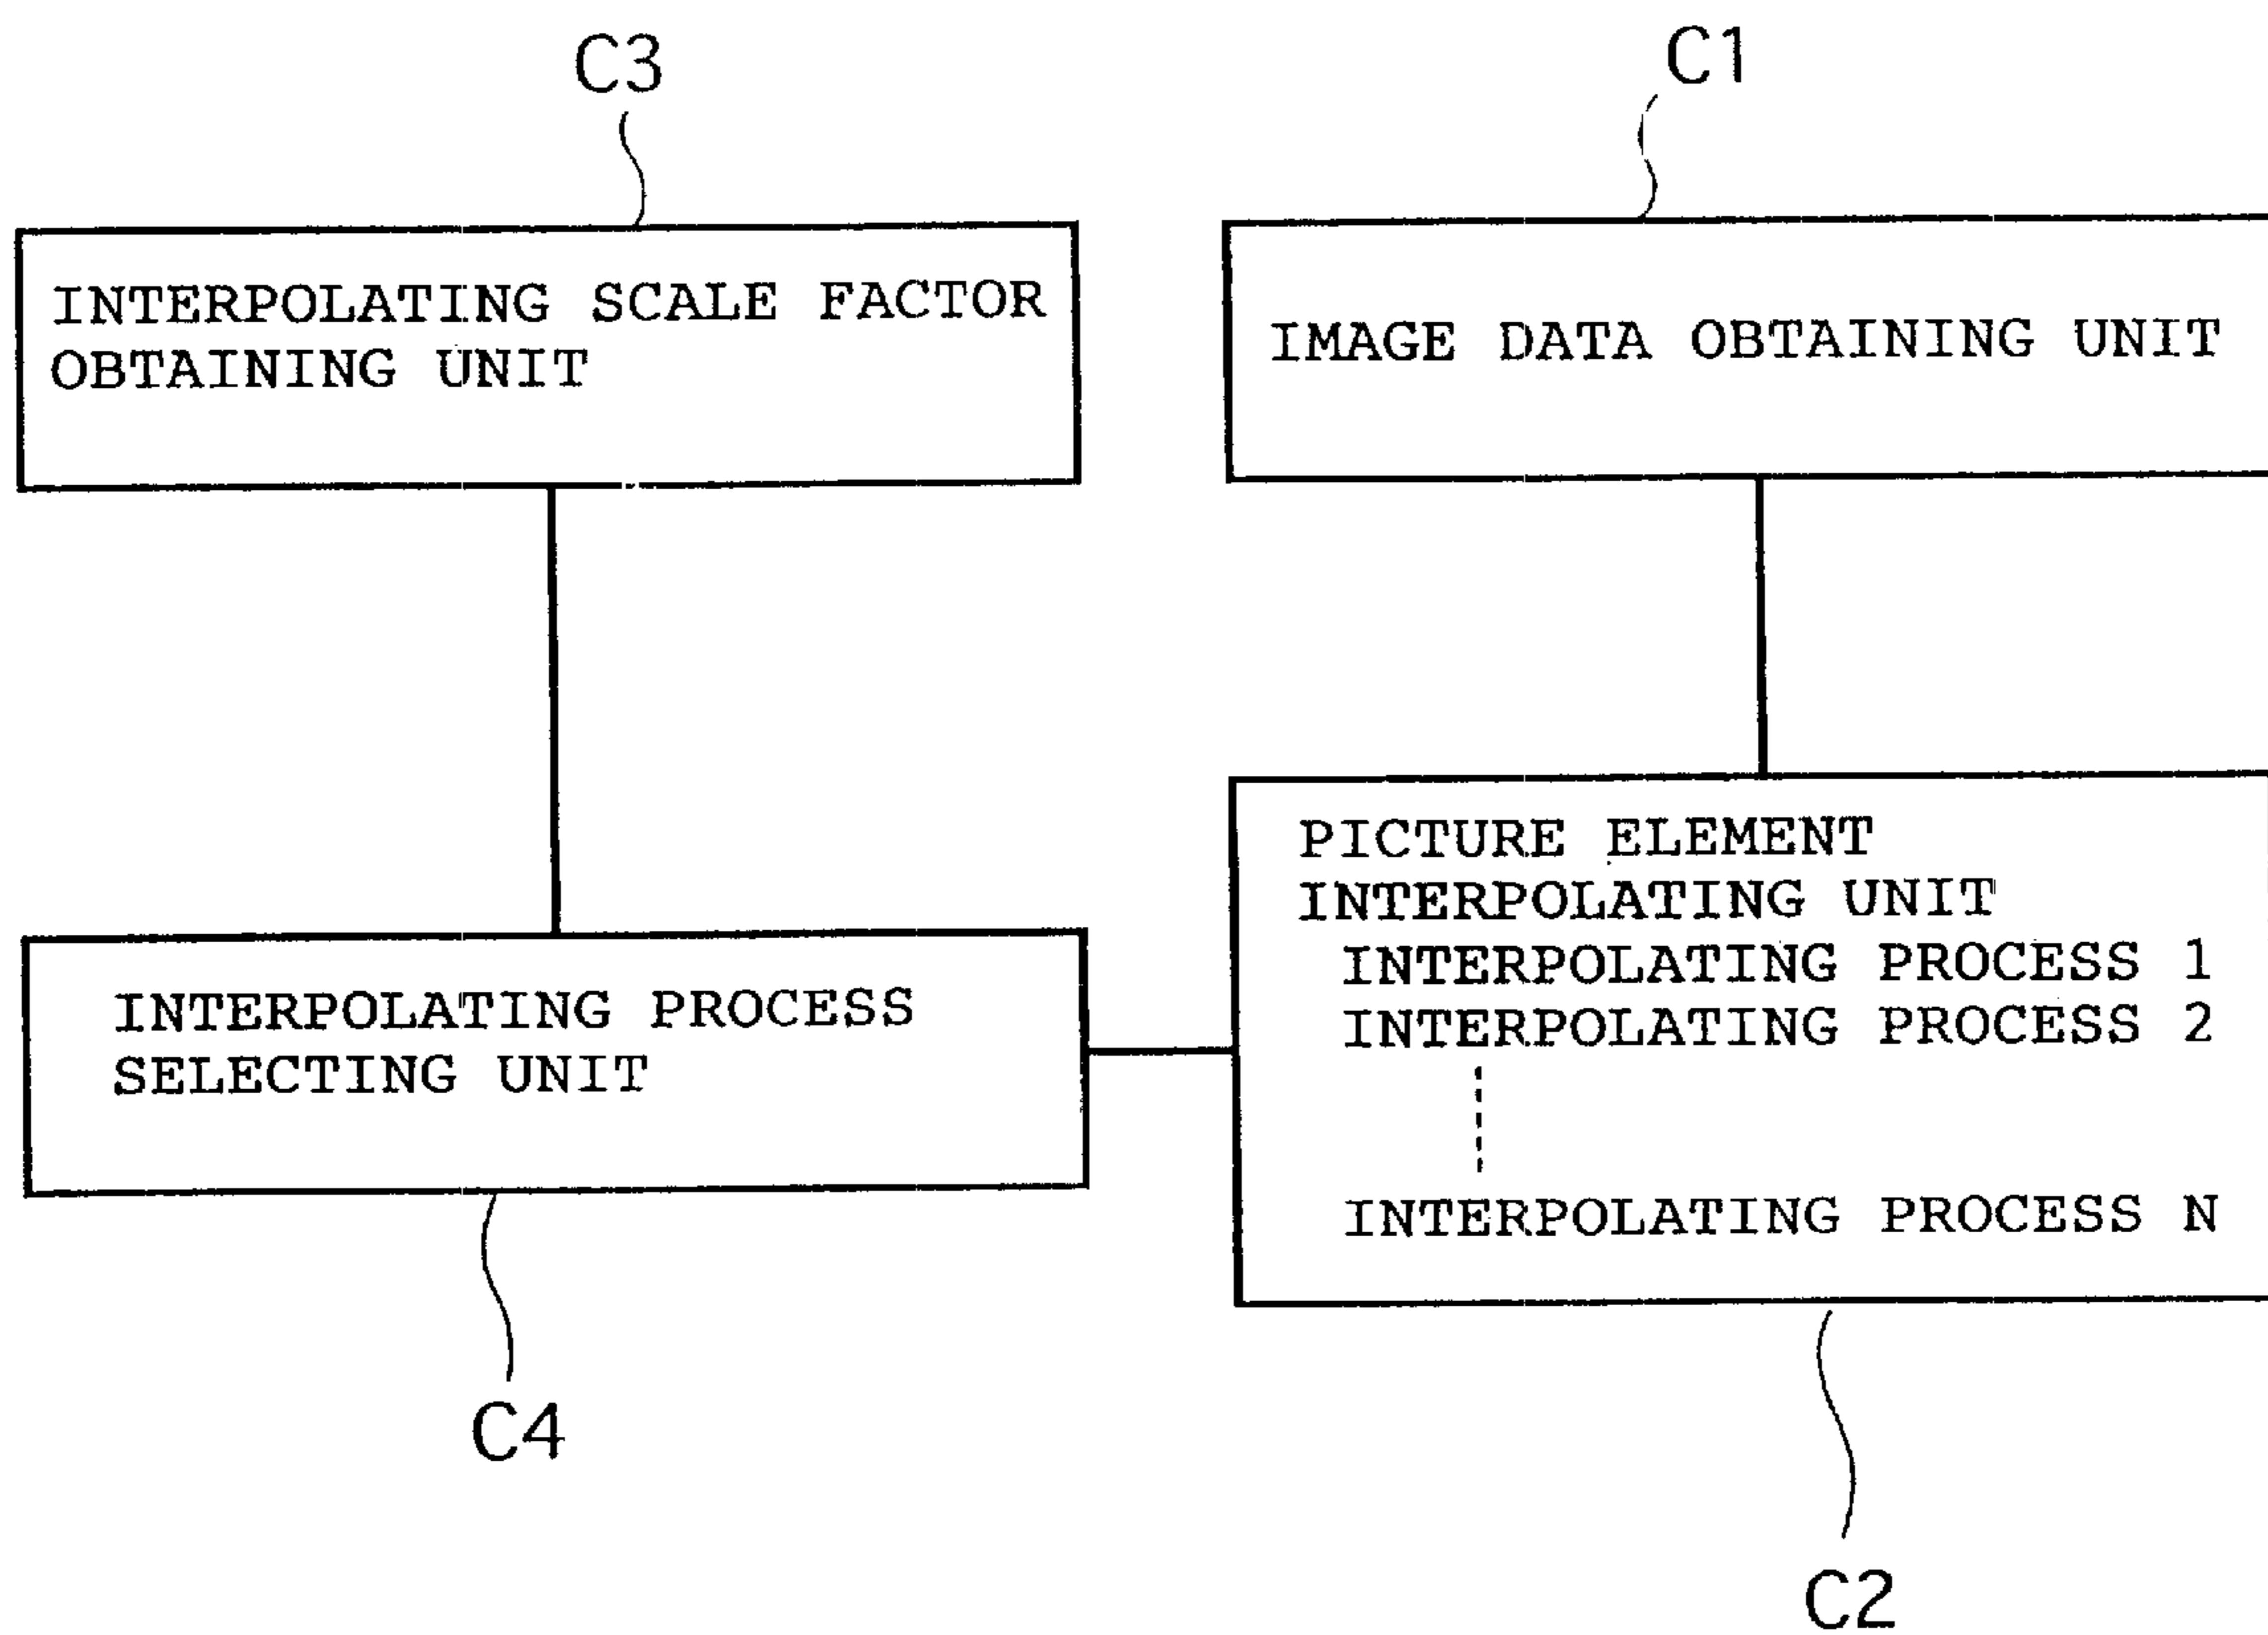 C3
C1
INTERPOLATING SCALE FACTOR
OBTAINING UNIT
IMAGE DATA OBTAINING UNIT
PICTURE ELEMENT
INTERPOLATING UNIT
INTERPOLATING PROCESS 1
INTERPOLATING PROCESS 2
INTERPOLATING PROCESS N
INTERPOLATING PROCESS
SELECTING UNIT
C4
C2